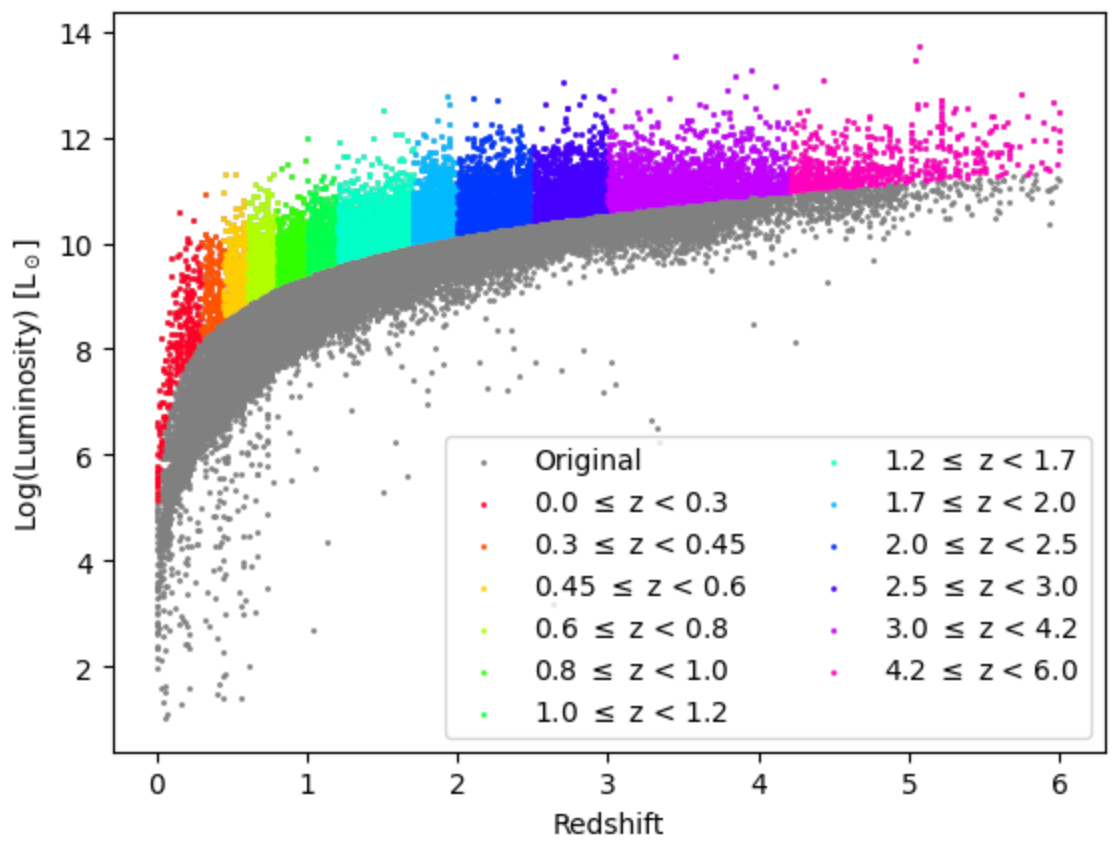 14
12
10
8
6
4
2
Log(Luminosity) [L☉]
Original
0.0 ≤ z < 0.3
0.3 ≤ z < 0.45
0.45 ≤ z < 0.6
0.6 ≤ z < 0.8
0.8 ≤ z < 1.0
1.0 ≤ z < 1.2
1.2 ≤ z < 1.7
1.7 ≤ z < 2.0
2.0 ≤ z < 2.5
2.5 ≤ z < 3.0
3.0 ≤ z < 4.2
4.2 ≤ z < 6.0
0 1 2 3 4 5 6
Redshift